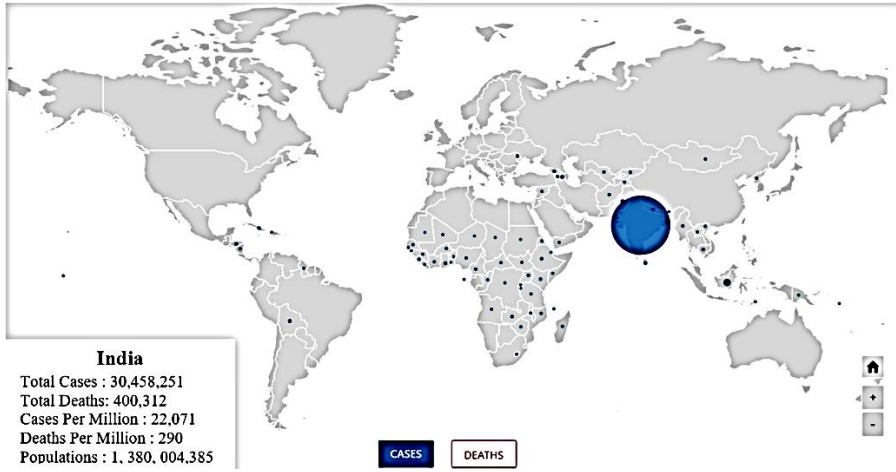 India
Total Cases : 30,458,251
Total Deaths: 400,312
Cases Per Million : 22,071
Deaths Per Million : 290
Populations : 1, 380, 004,385
CASES
DEATHS
+
-